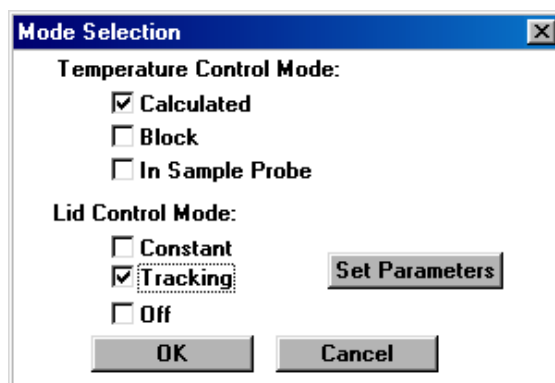 Mode Selection
Temperature Control Mode:
Calculated
Block
In Sample Probe
Lid Control Mode:
Constant
Tracking
Set Parameters
Off
OK
Cancel